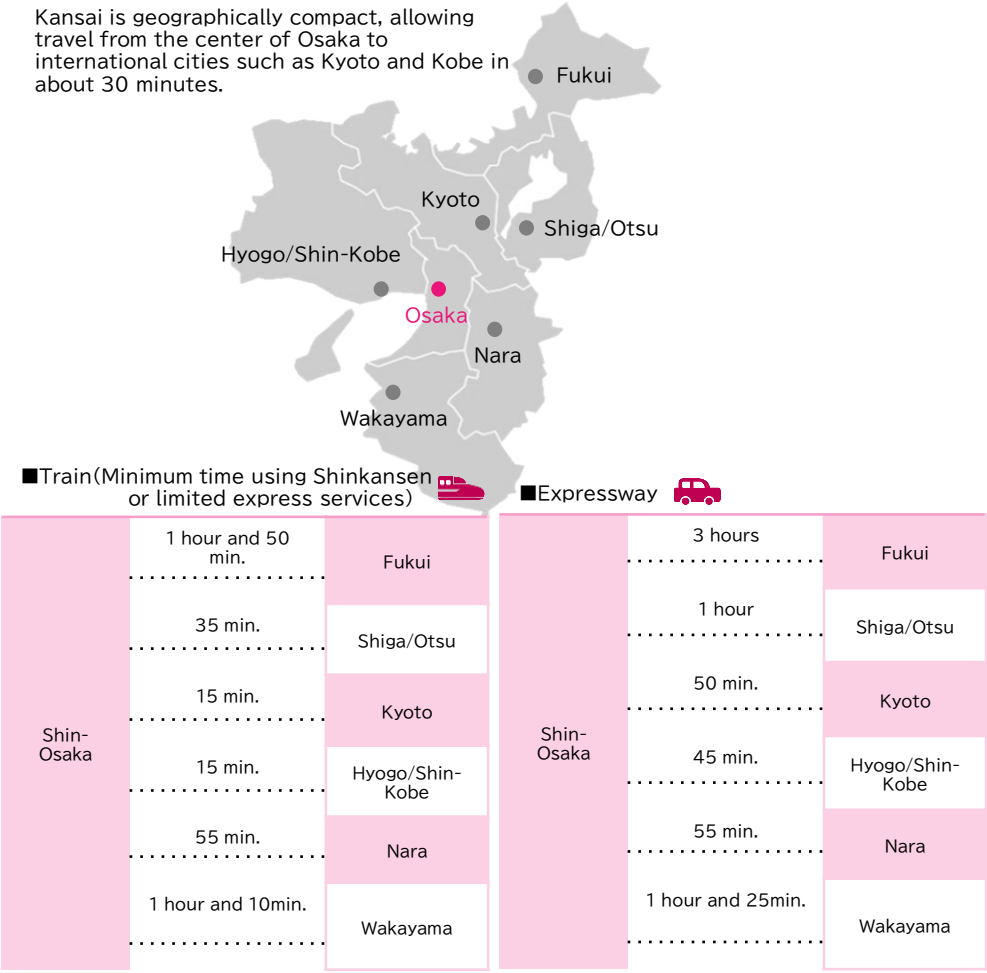 Kansai is geographically compact, allowing
travel from the center of Osaka to
international cities such as Kyoto and Kobe in
about 30 minutes.
Fukui
Kyoto
Shiga/Otsu
Hyogo/Shin-Kobe
Osaka
Nara
Wakayama
■Train(Minimum time using Shinkansen
or limited express services)
Shin-
Osaka
1 hour and 50
min.
Fukui
35 min.
Shiga/Otsu
15 min.
Kyoto
15 min.
Hyogo/Shin-
Kobe
55 min.
Nara
1 hour and 10min.
Wakayama
■Expressway
Shin-
Osaka
3 hours
Fukui
1 hour
Shiga/Otsu
50 min.
Kyoto
45 min.
Hyogo/Shin-
Kobe
55 min.
Nara
1 hour and 25min.
Wakayama